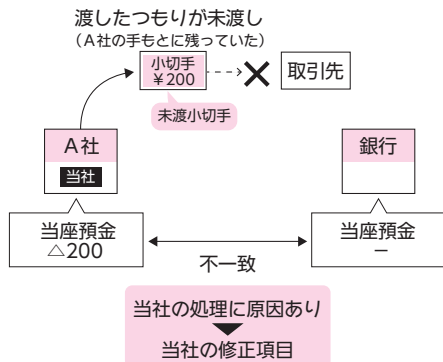 渡したつもりが未渡し
（A社の手もとに残っていた）
小切手
¥200
取引先
未渡小切手
A社
当社
銀行
当座預金
△200
当座預金
−
不一致
当社の処理に原因あり
当社の修正項目